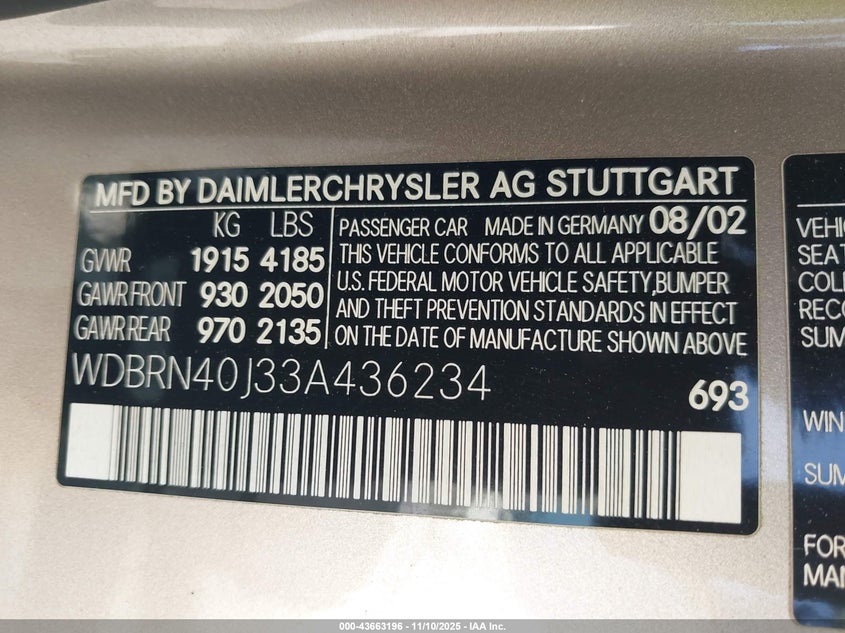 MFD BY DAIMLERCHRYSLER AG STUTTGART
KG LBS
GVWR 1915 4185
GAWR FRONT 930 2050
GAWR REAR 970 2135
PASSENGER CAR MADE IN GERMANY 08/02
THIS VEHICLE CONFORMS TO ALL APPLICABLE
U.S. FEDERAL MOTOR VEHICLE SAFETY, BUMPER
AND THEFT PREVENTION STANDARDS IN EFFECT
ON THE DATE OF MANUFACTURE SHOWN ABOVE
WDBRN40J33A436234
693
VEHI
SEAT
COL
RECO
SUM
WIN
SUM
FOR
MAN
000-43663196 - 11/10/2025 - IAA Inc.